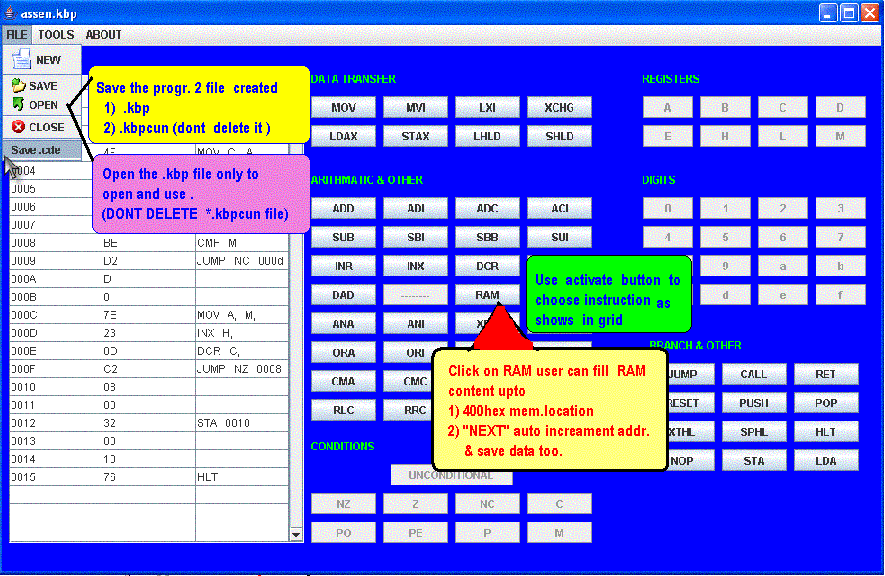 assen.kbp
FILE TOOLS ABOUT
NEW
SAVE
OPEN
CLOSE
Save .cde
Save the progr. 2 file created
1) .kbp
2) .kbpcun (dont delete it )
Open the .kbp file only to
open and use .
(DONT DELETE *.kbpcun file)
MOV C, A
0004
0005
0006
0007
0008 BE CMP M
0009 D2 JUMP NC 000d
000A D
000B 0
000C 7E MOV A, M,
000D 23 INX H,
000E 0D DCR C,
000F C2 JUMP NZ 0008
0010 08
0011 00
0012 32 STA 0010
0013 00
0014 10
0015 76 HLT
DATA TRANSFER
MOV MVI LXI XCHG
LDAX STAX LHLD SHLD
ARITHMATIC & OTHER
ADD ADI ADC ACI
SUB SBI SBB SUI
INR INX DCR
DAD -------- RAM
ANA ANI
ORA ORI
CMA CMC
RLC RRC
CONDITIONS
UNCONDITIONAL
NZ Z NC C
PO PE P M
REGISTERS
A B C D
E H L M
DIGITS
0 1 2 3
4 5 6 7
9 a b
d e f
Use activate button to
choose instruction as
shows in grid
Click on RAM user can fill RAM
content upto
1) 400hex mem.location
2) "NEXT" auto increament addr.
& save data too.
BRANCH & OTHER
JUMP CALL RET
RESET PUSH POP
XTHL SPHL HLT
NOP STA LDA